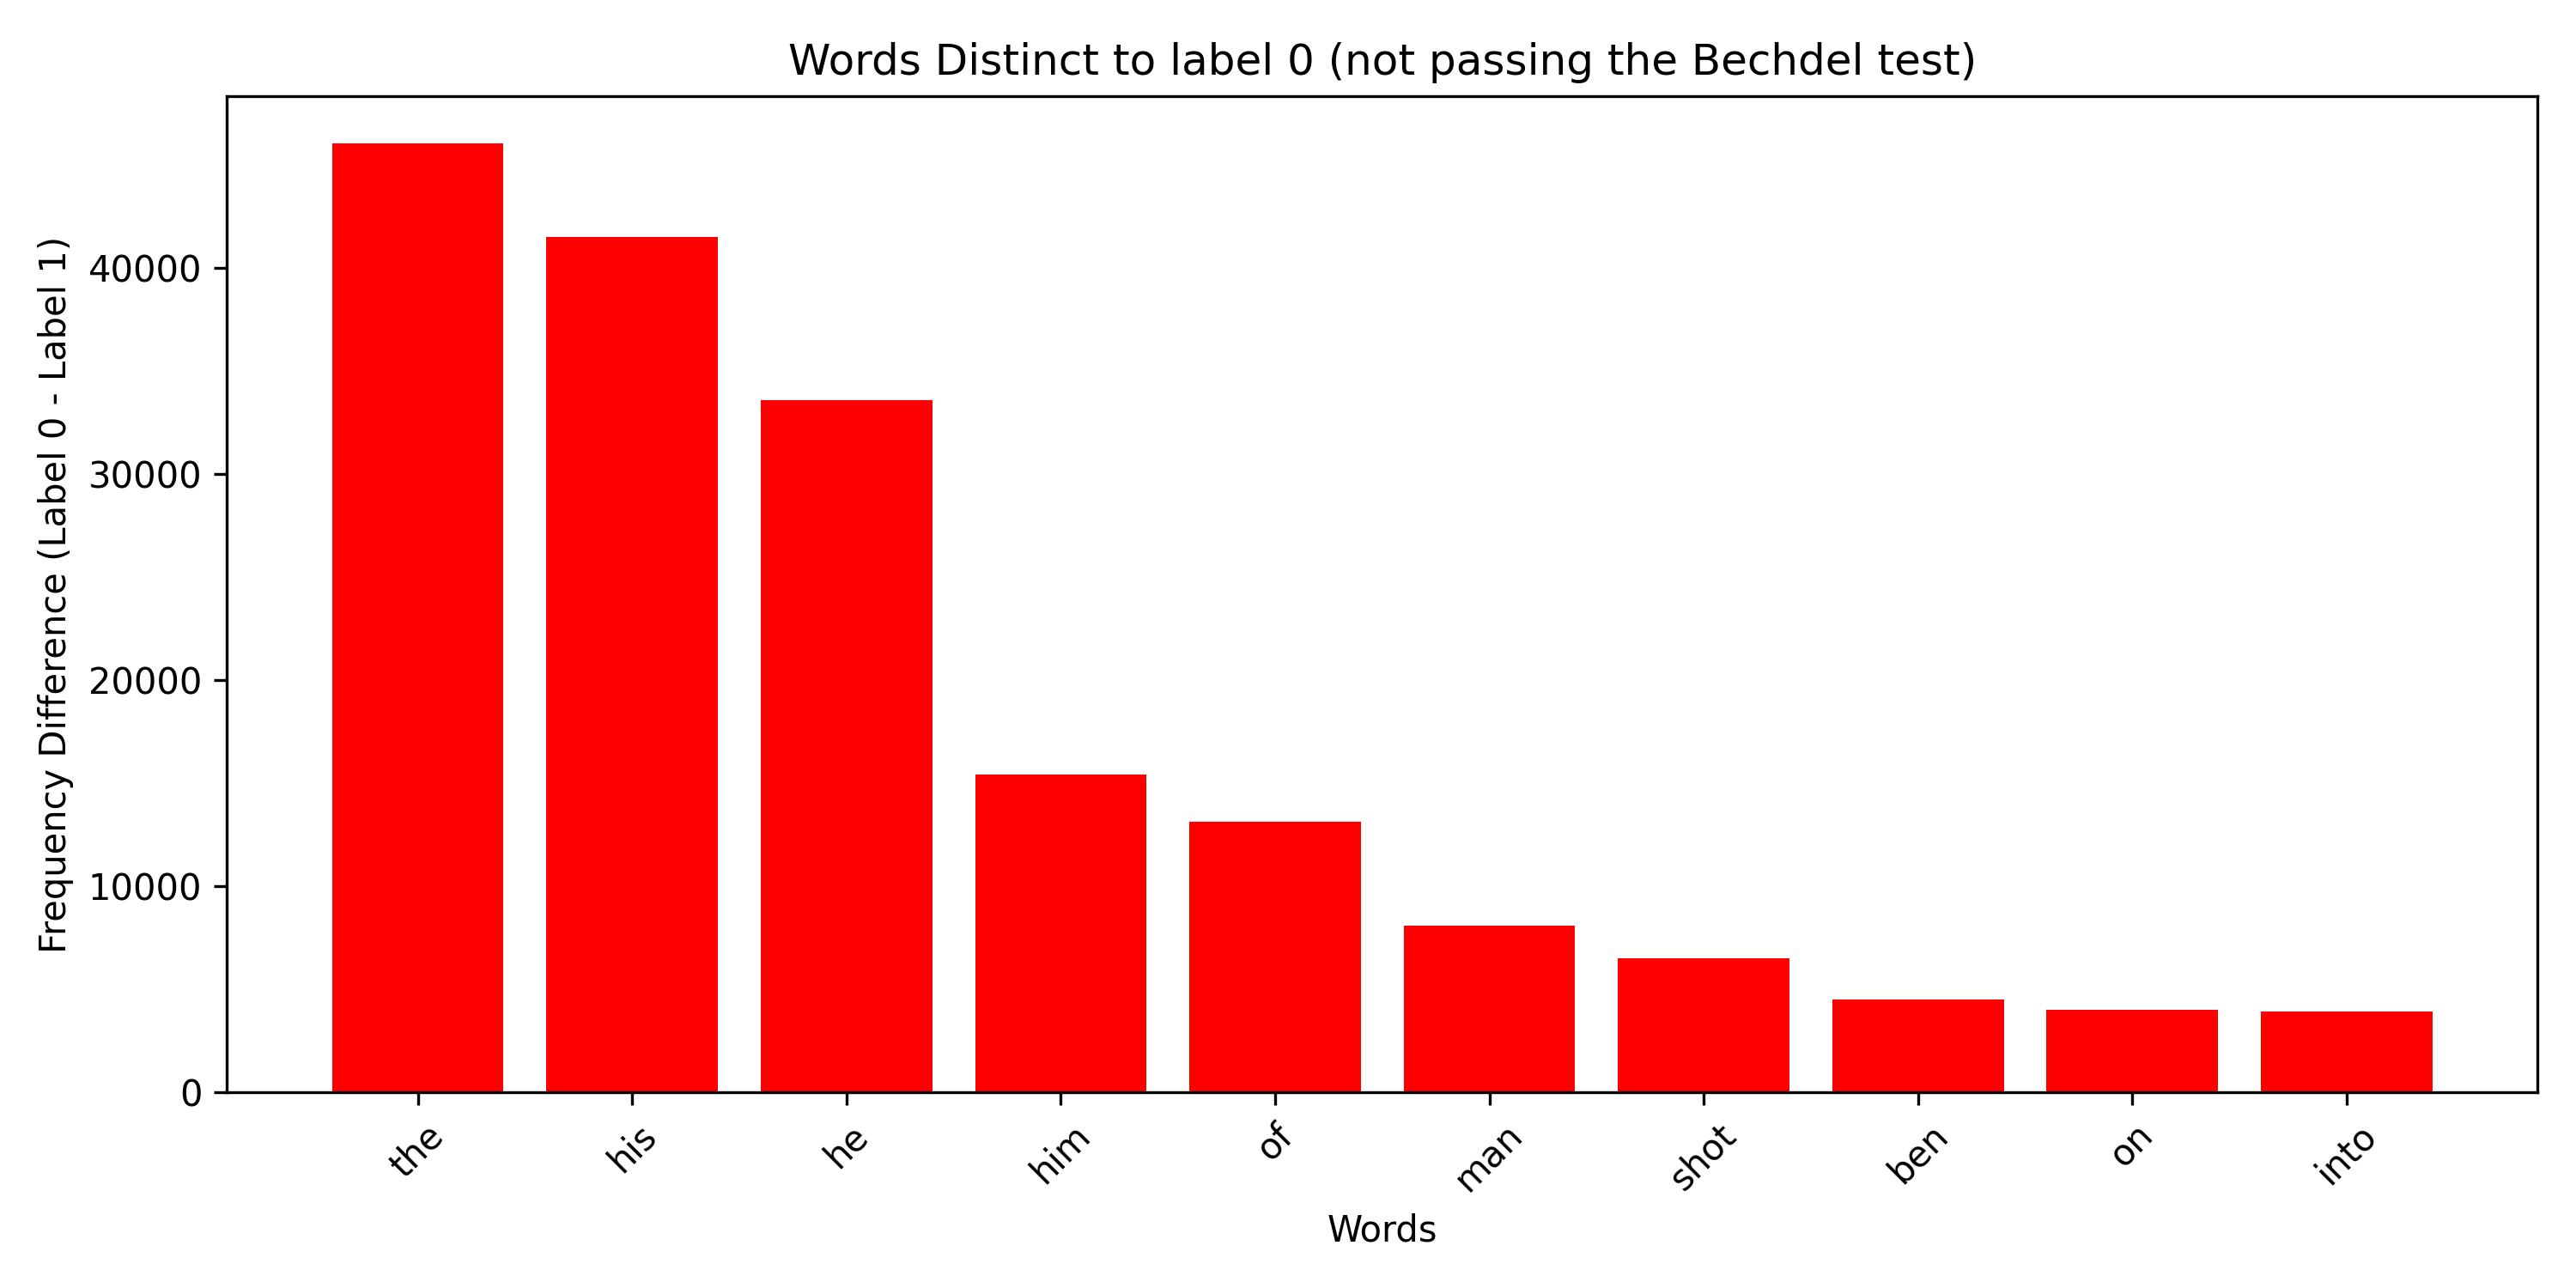 Words Distinct to label 0 (not passing the Bechdel test)
Frequency Difference (Label 0 - Label 1)
40000
30000
20000
10000
0
the his he him of man shot ben on into
Words